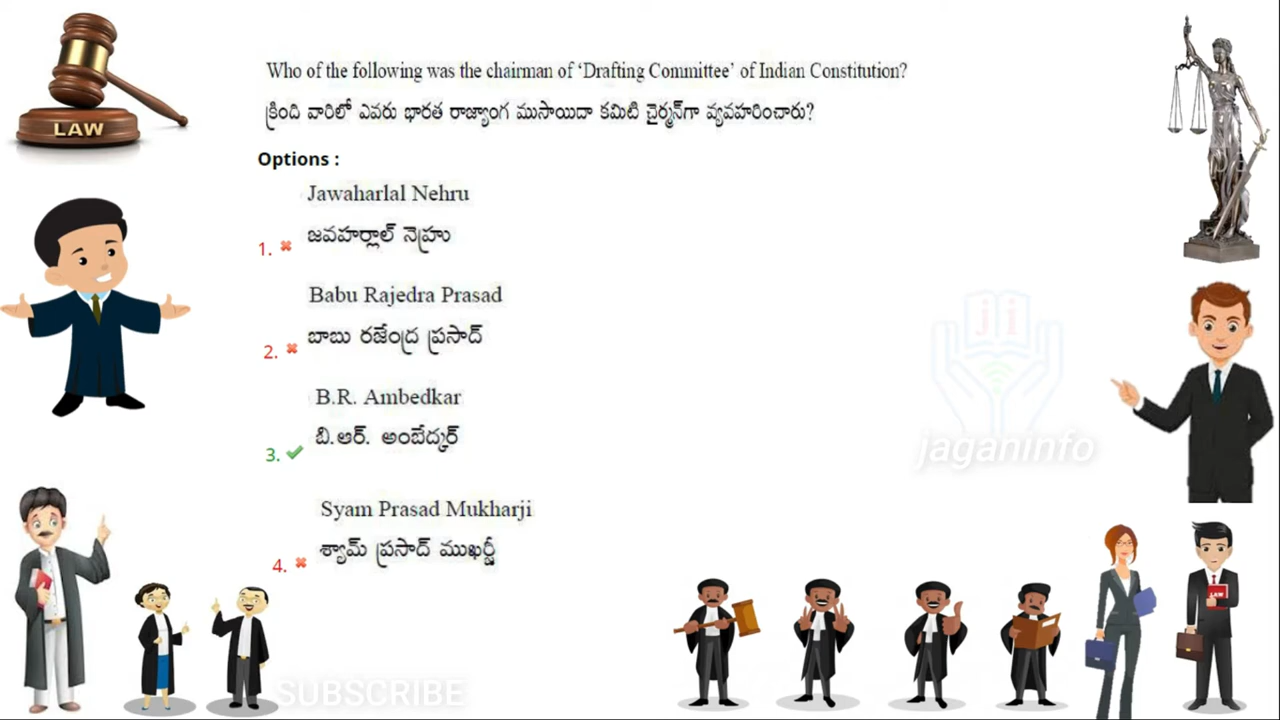 LAW
Who of the following was the chairman of ‘Drafting Committee’ of Indian Constitution?
క్రింది వారిలో ఎవరు భారత రాజ్యాంగ ముసాయిదా కమిటి చైర్మన్‌గా వ్యవహరించారు?
Options :
Jawaharlal Nehru
1. జవహర్లాల్ నెహ్రు
Babu Rajedra Prasad
2. బాబు రజేంద్ర ప్రసాద్
B.R. Ambedkar
3. బి.ఆర్. అంబేద్కర్
Syam Prasad Mukharji
4. శ్యామ్ ప్రసాద్ ముఖర్జీ
ji
jaganinfo
LAW
SUBSCRIBE